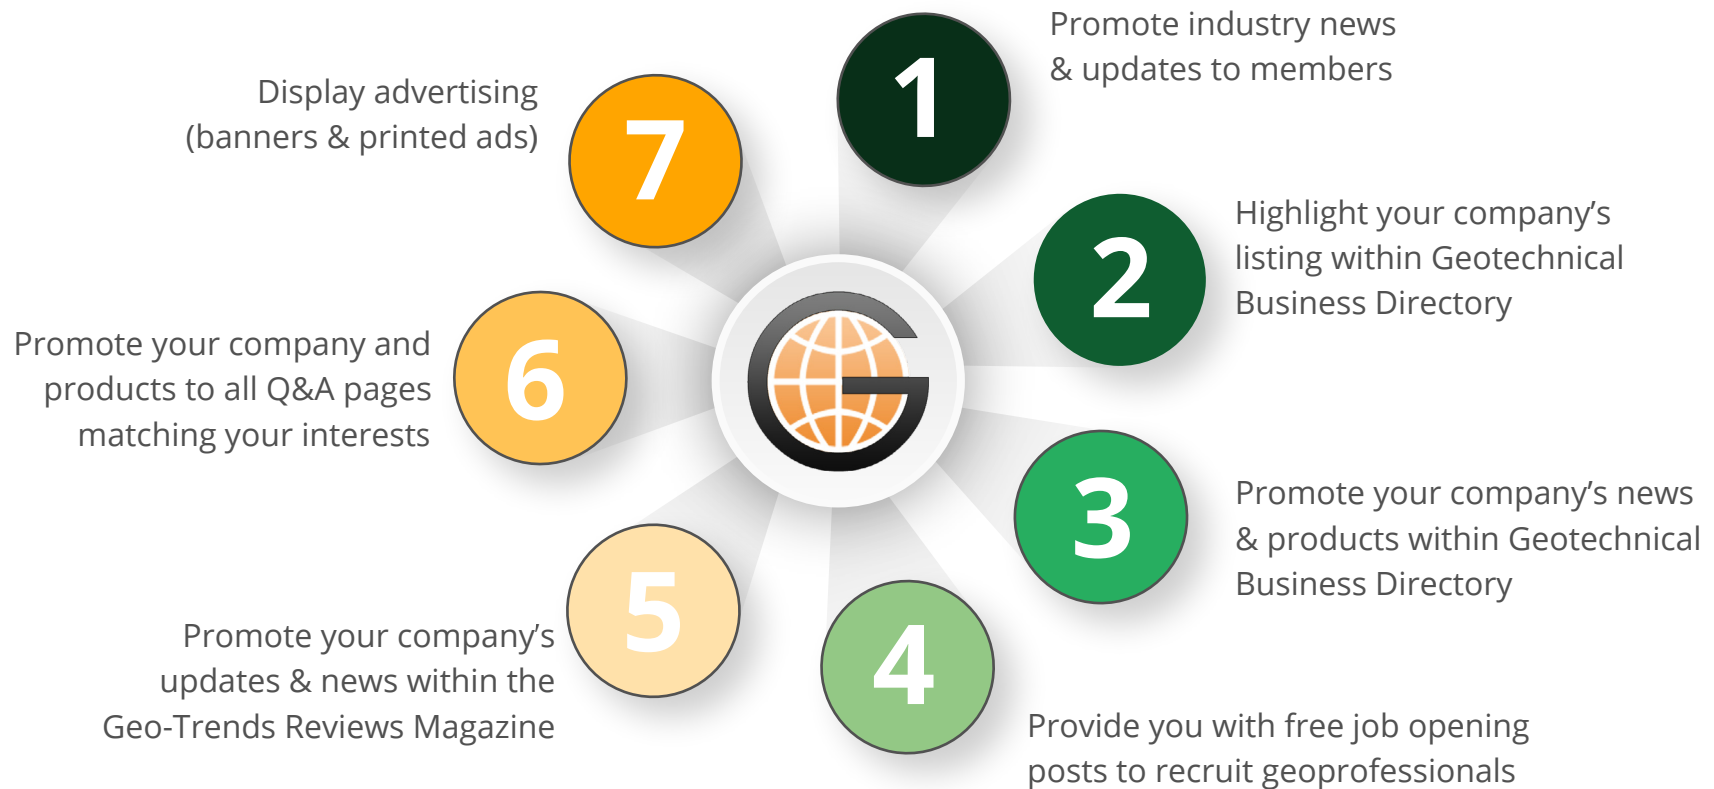 1
Promote industry news
& updates to members
2
Highlight your company’s
listing within Geotechnical
Business Directory
3
Promote your company’s news
& products within Geotechnical
Business Directory
4
Provide you with free job opening
posts to recruit geoprofessionals
5
Promote your company’s
updates & news within the
Geo-Trends Reviews Magazine
6
Promote your company and
products to all Q&A pages
matching your interests
7
Display advertising
(banners & printed ads)
G